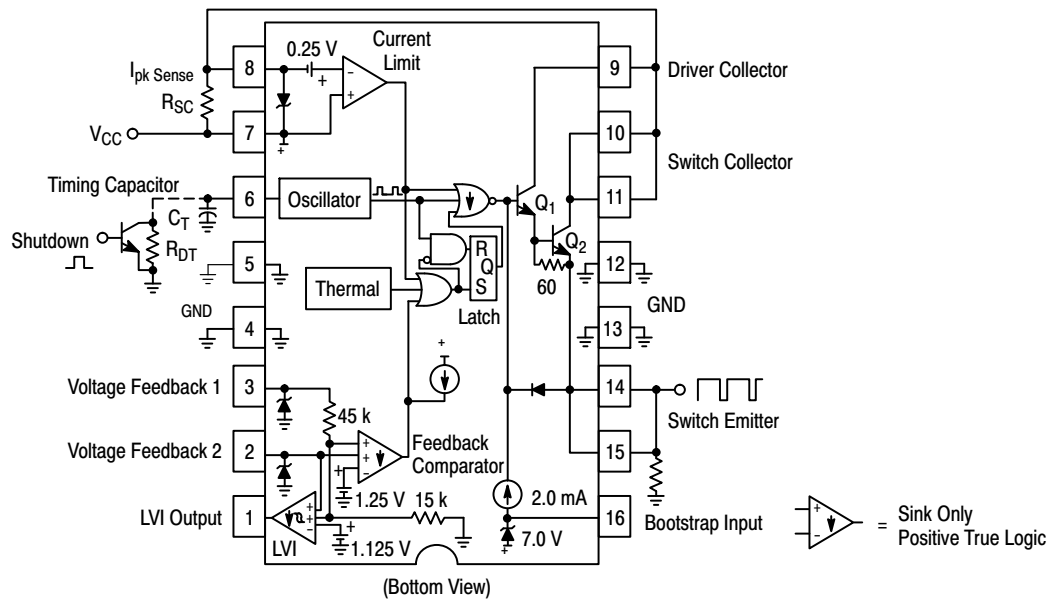 Current
Limit
0.25 V
Ipk Sense
8
–
+
+
9
Driver Collector
RSC
VCC
7
+
10
Switch Collector
Timing Capacitor
6
Oscillator
11
Q1
CT
Shutdown
RDT
R
Q
S
Q2
5
60
12
Thermal
Latch
GND
GND
4
13
+
Voltage Feedback 1
3
14
45 k
Switch Emitter
Voltage Feedback 2
2
+
+
–
Feedback
Comparator
15
+
1.25 V
15 k
2.0 mA
LVI Output
1
+
+
–
+
16
Bootstrap Input
LVI
1.125 V
7.0 V
+
+
–
= Sink Only
Positive True Logic
(Bottom View)